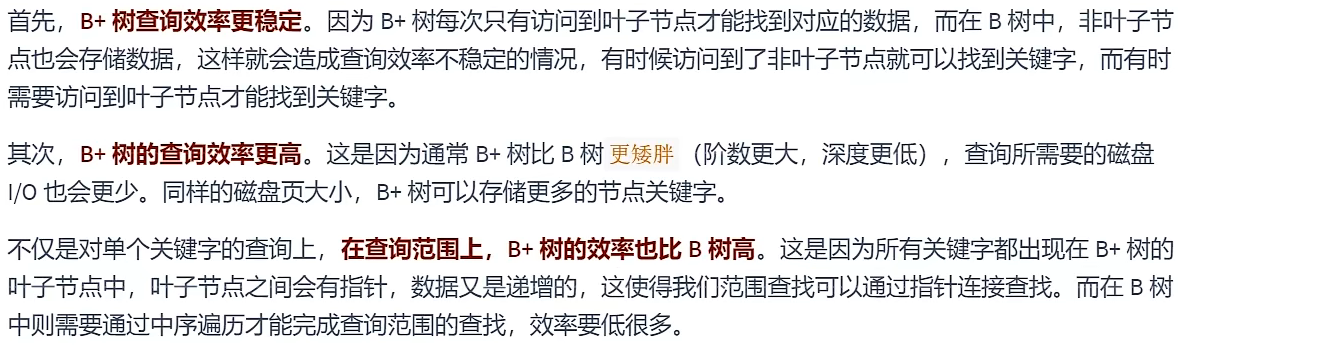 首先，B+ 树查询效率更稳定。因为 B+ 树每次只有访问到叶子节点才能找到对应的数据，而在 B 树中，非叶子节
点也会存储数据，这样就会造成查询效率不稳定的情况，有时候访问到了非叶子节点就可以找到关键字，而有时
需要访问到叶子节点才能找到关键字。
其次，B+ 树的查询效率更高。这是因为通常 B+ 树比 B 树 更矮胖 （阶数更大，深度更低），查询所需要的磁盘
I/O 也会更少。同样的磁盘页大小，B+ 树可以存储更多的节点关键字。
不仅是对单个关键字的查询上，在查询范围上，B+ 树的效率也比 B 树高。这是因为所有关键字都出现在 B+ 树的
叶子节点中，叶子节点之间会有指针，数据又是递增的，这使得我们范围查找可以通过指针连接查找。而在 B 树
中则需要通过中序遍历才能完成查询范围的查找，效率要低很多。